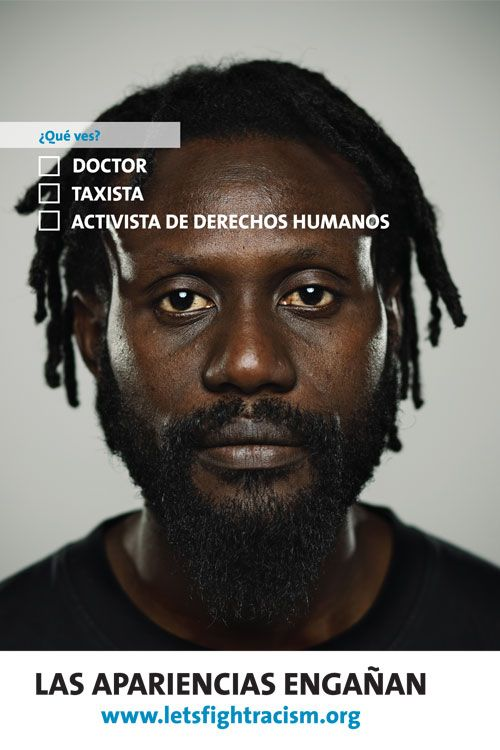 ¿Qué ves?
DOCTOR
TAXISTA
ACTIVISTA DE DERECHOS HUMANOS
LAS APARIENCIAS ENGAÑAN
www.letsfightracism.org